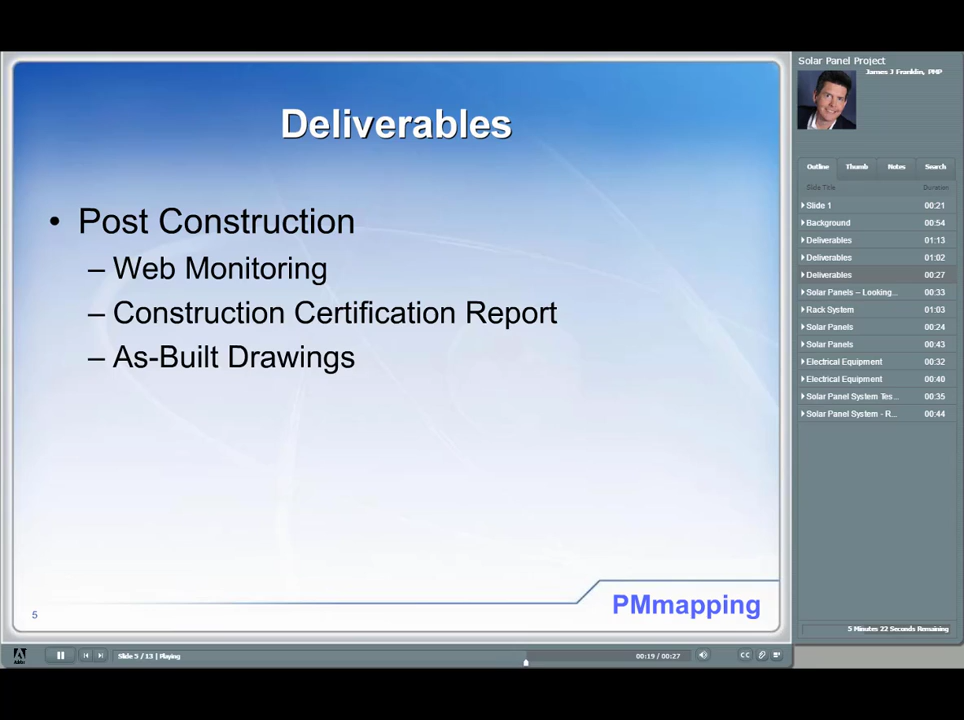 Deliverables
• Post Construction
– Web Monitoring
– Construction Certification Report
– As-Built Drawings
5
PMmapping
Solar Panel Project
James J Franklin, PMP
Outline Thumb Notes Search
Slide Title Duration
Slide 1 00:21
Background 00:54
Deliverables 01:13
Deliverables 01:02
Deliverables 00:27
Solar Panels – Looking... 00:33
Rack System 01:03
Solar Panels 00:24
Solar Panels 00:43
Electrical Equipment 00:32
Electrical Equipment 00:40
Solar Panel System Tes... 00:35
Solar Panel System - R... 00:44
5 Minutes 22 Seconds Remaining
Slide 5 / 13 | Playing
00:19 / 00:27
CC